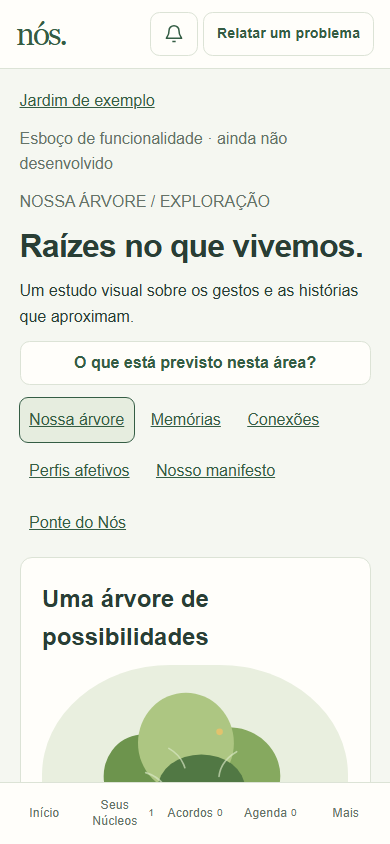 nós.
Relatar um problema
Jardim de exemplo
Esboço de funcionalidade · ainda não
desenvolvido
NOSSA ÁRVORE / EXPLORAÇÃO
Raízes no que vivemos.
Um estudo visual sobre os gestos e as histórias
que aproximam.
O que está previsto nesta área?
Nossa árvore Memórias Conexões
Perfis afetivos Nosso manifesto
Ponte do Nós
Uma árvore de
possibilidades
Início Seus Núcleos 1 Acordos 0 Agenda 0 Mais